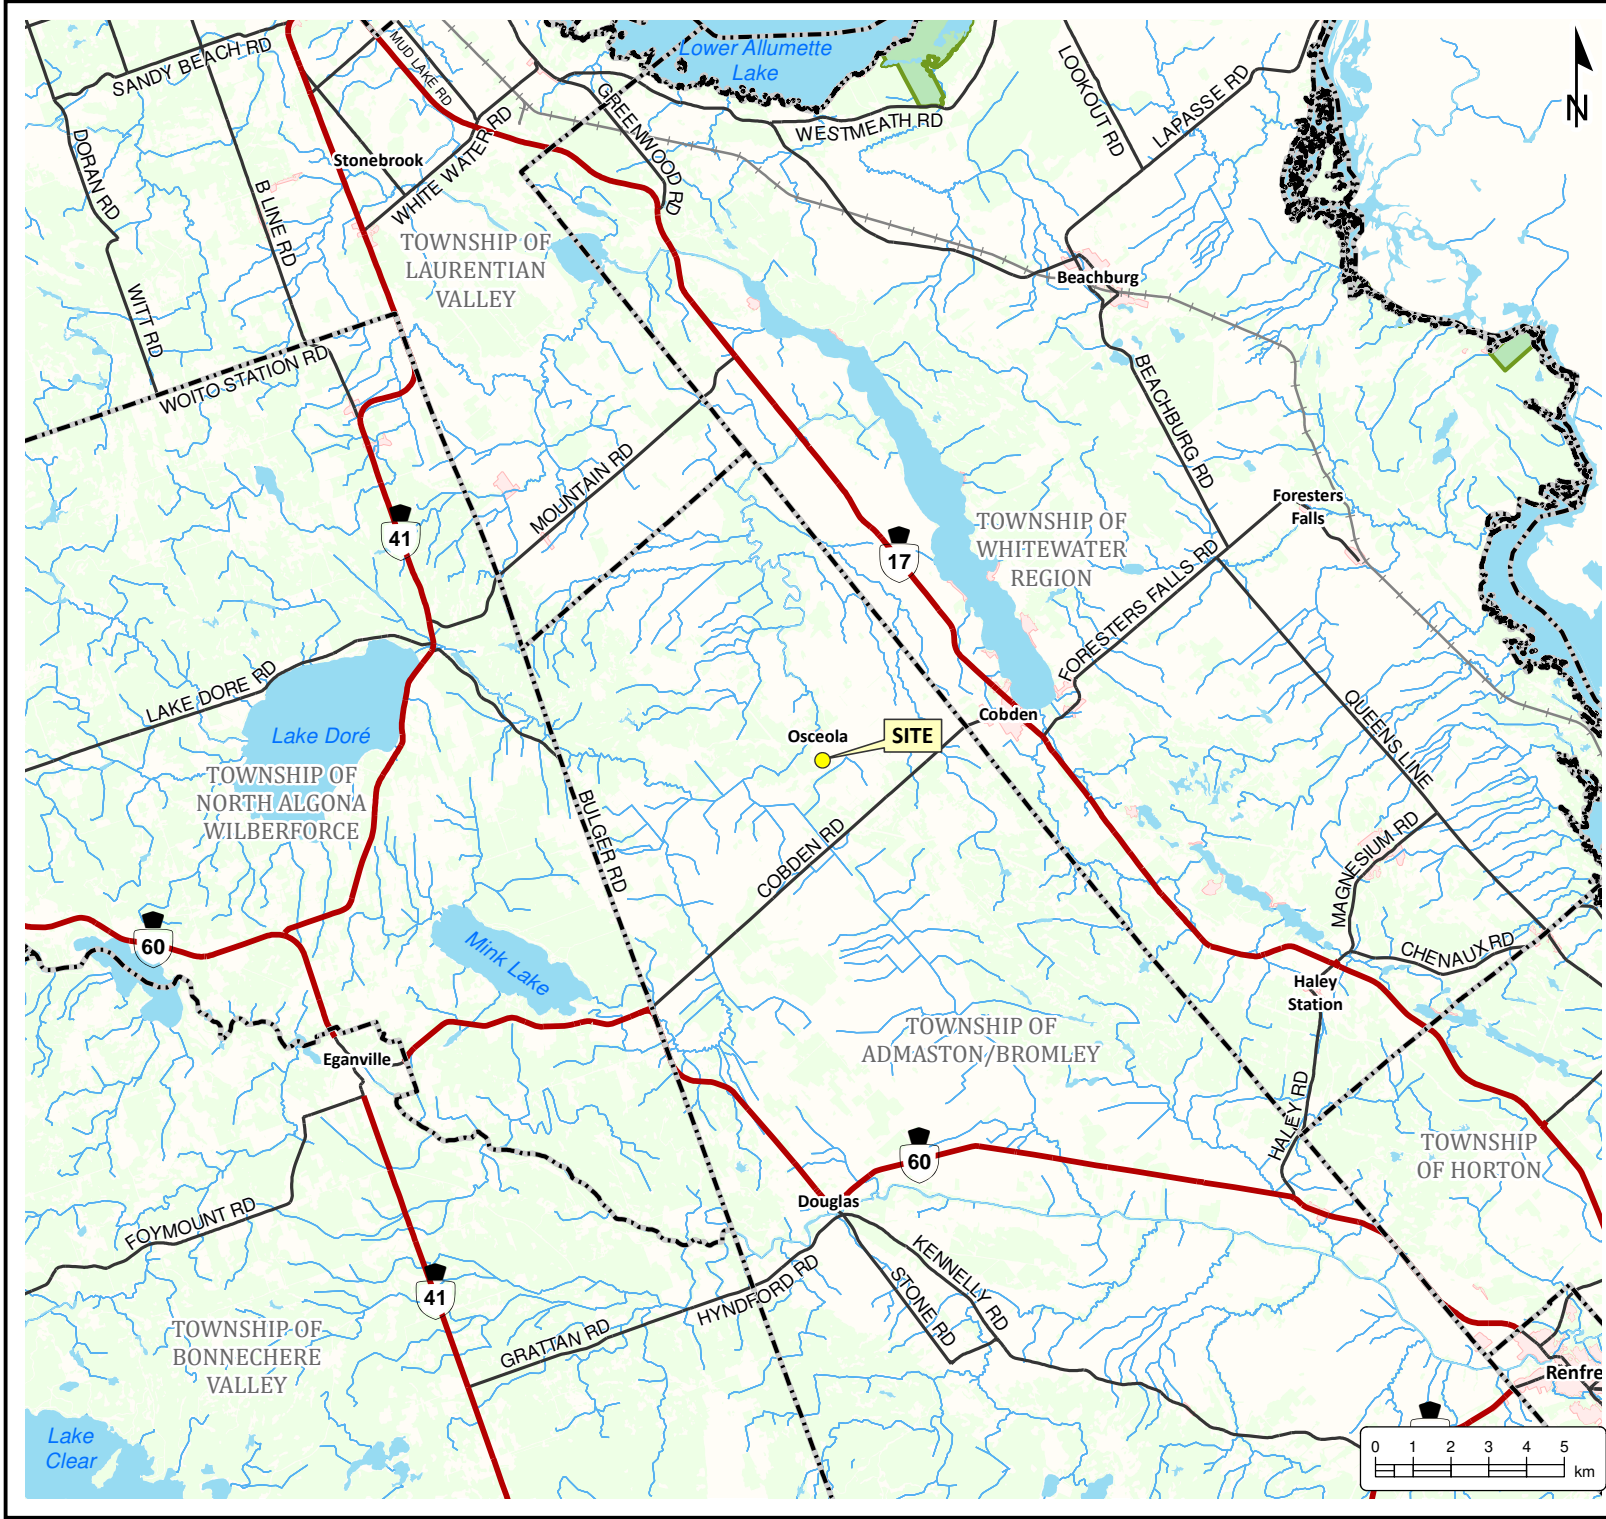 Lower Allumette
Lake
SANDY BEACH RD
MUD LAKE RD
GREENWOOD RD
WESTMEATH RD
LOOKOUT RD
LAPASSE RD
N
DORAN RD
Stonebrook
WHITE WATER RD
B LINE RD
TOWNSHIP OF
LAURENTIAN
VALLEY
Beachburg
WITT RD
WOITO STATION RD
BEACHBURG RD
MOUNTAIN RD
41
17
TOWNSHIP OF
WHITEWATER
REGION
Foresters
Falls
FORESTERS FALLS RD
LAKE DORE RD
Lake Doré
TOWNSHIP OF
NORTH ALGONA
WILBERFORCE
Osceola
SITE
Cobden
QUEENS LINE
BULGER RD
COBDEN RD
MAGNESIUM RD
60
Mink Lake
CHENAUX RD
Haley
Station
TOWNSHIP OF
ADMASTON/BROMLEY
Eganville
HALEY RD
60
TOWNSHIP
OF HORTON
Douglas
FOYMOUNT RD
KENNELLY RD
STONE RD
HYNDFORD RD
41
GRATTAN RD
TOWNSHIP OF
BONNECHERE
VALLEY
Renfre
Lake
Clear
0 1 2 3 4 5
km